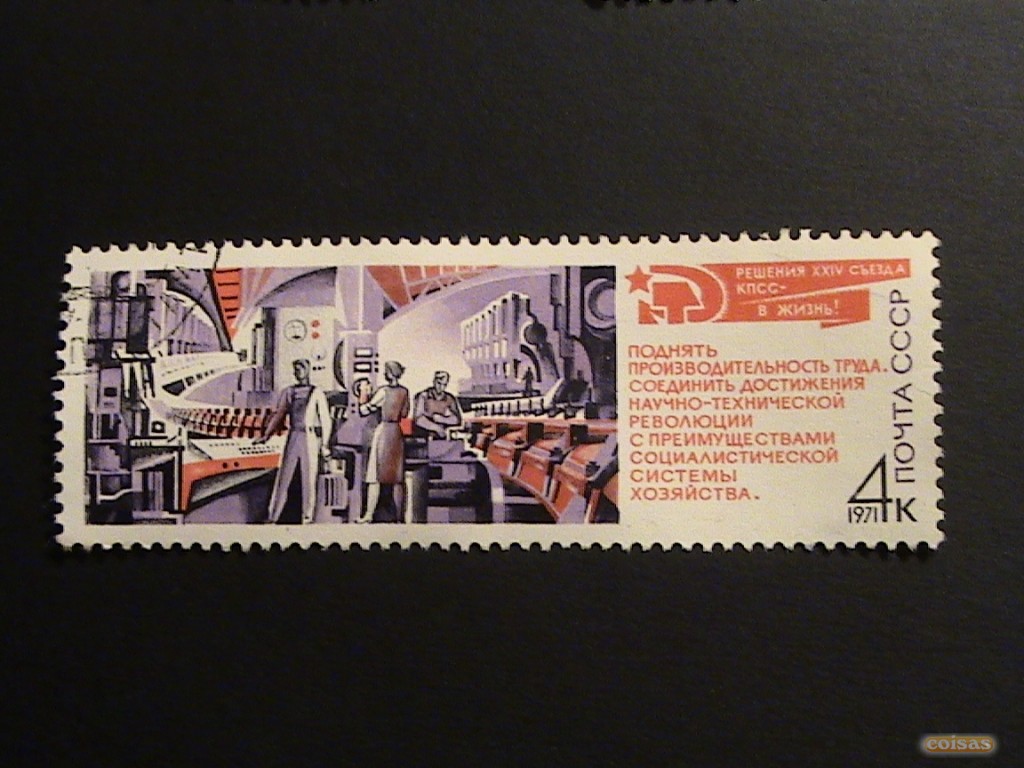 РЕШЕНИЯ XXIV СЪЕЗДА
КПСС-
В ЖИЗНЬ!
ПОДНЯТЬ
ПРОИЗВОДИТЕЛЬНОСТЬ ТРУДА.
СОЕДИНИТЬ ДОСТИЖЕНИЯ
НАУЧНО-ТЕХНИЧЕСКОЙ
РЕВОЛЮЦИИ
С ПРЕИМУЩЕСТВАМИ
СОЦИАЛИСТИЧЕСКОЙ
СИСТЕМЫ
ХОЗЯЙСТВА.
ПОЧТА СССР
4К
1971
coisas